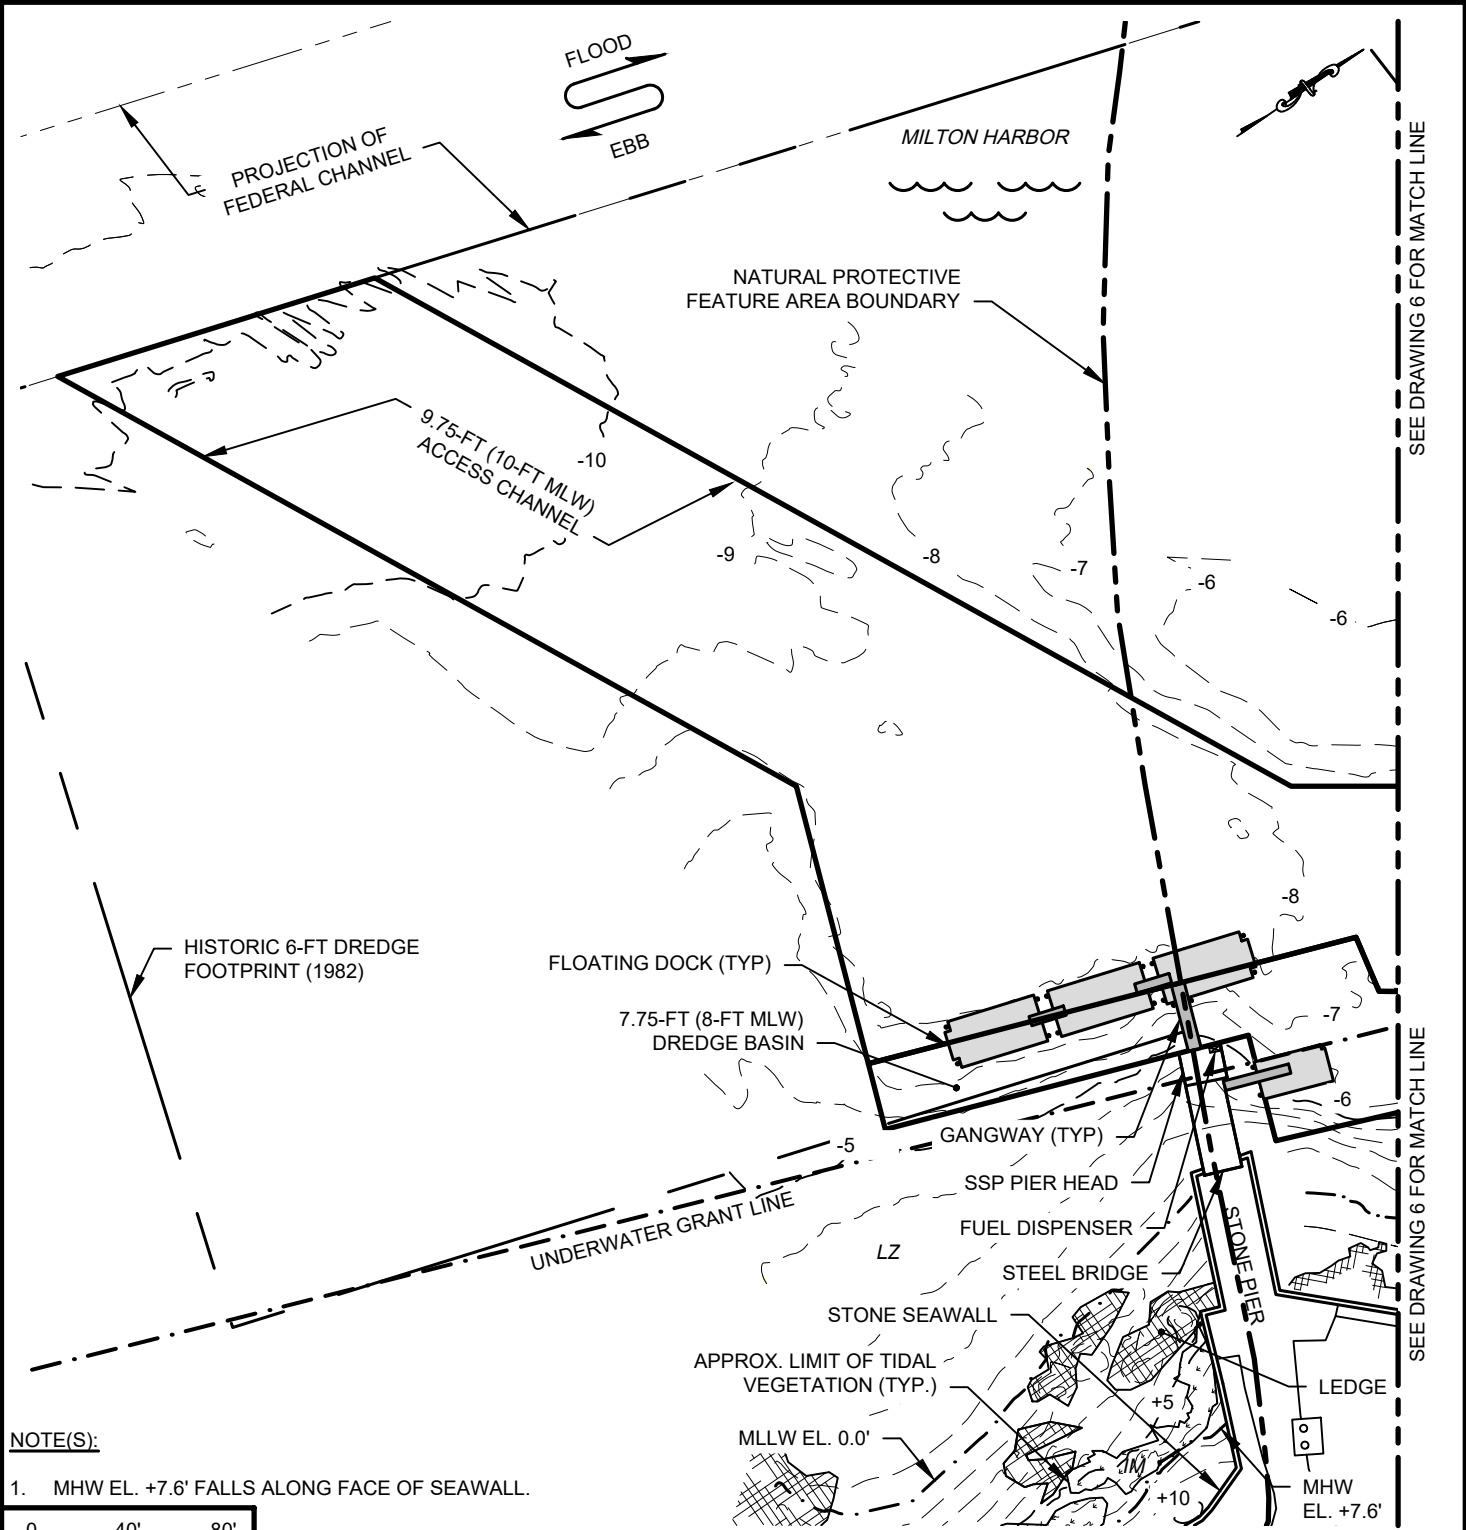 FLOOD
EBB
PROJECTION OF
FEDERAL CHANNEL
MILTON HARBOR
SEE DRAWING 6 FOR MATCH LINE
NATURAL PROTECTIVE
FEATURE AREA BOUNDARY
9.75-FT (10-FT MLW)
ACCESS CHANNEL
-10
-9
-8
-7
-6
-6
-8
HISTORIC 6-FT DREDGE
FOOTPRINT (1982)
FLOATING DOCK (TYP)
7.75-FT (8-FT MLW)
DREDGE BASIN
-7
-6
-5
GANGWAY (TYP)
SSP PIER HEAD
UNDERWATER GRANT LINE
FUEL DISPENSER
LZ
STEEL BRIDGE
STONE PIER
STONE SEAWALL
SEE DRAWING 6 FOR MATCH LINE
APPROX. LIMIT OF TIDAL
VEGETATION (TYP.)
LEDGE
+5
MLLW EL. 0.0'
IM
+10
MHW
EL. +7.6'
NOTE(S):
1. MHW EL. +7.6' FALLS ALONG FACE OF SEAWALL.
0 40' 80'